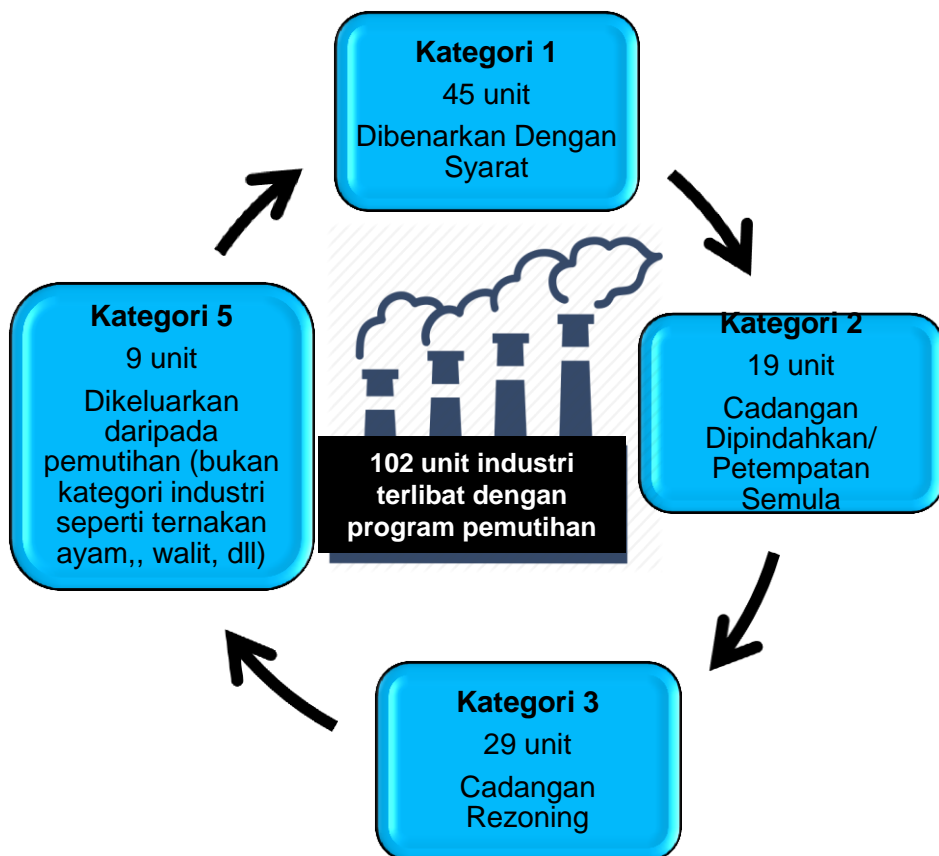 Kategori 1
45 unit
Dibenarkan Dengan
Syarat
Kategori 2
19 unit
Cadangan
Dipindahkan/
Petempatan
Semula
Kategori 3
29 unit
Cadangan
Rezoning
Kategori 5
9 unit
Dikeluarkan
daripada
pemutihan (bukan
kategori industri
seperti ternakan
ayam,, walit, dll)
102 unit industri
terlibat dengan
program pemutihan